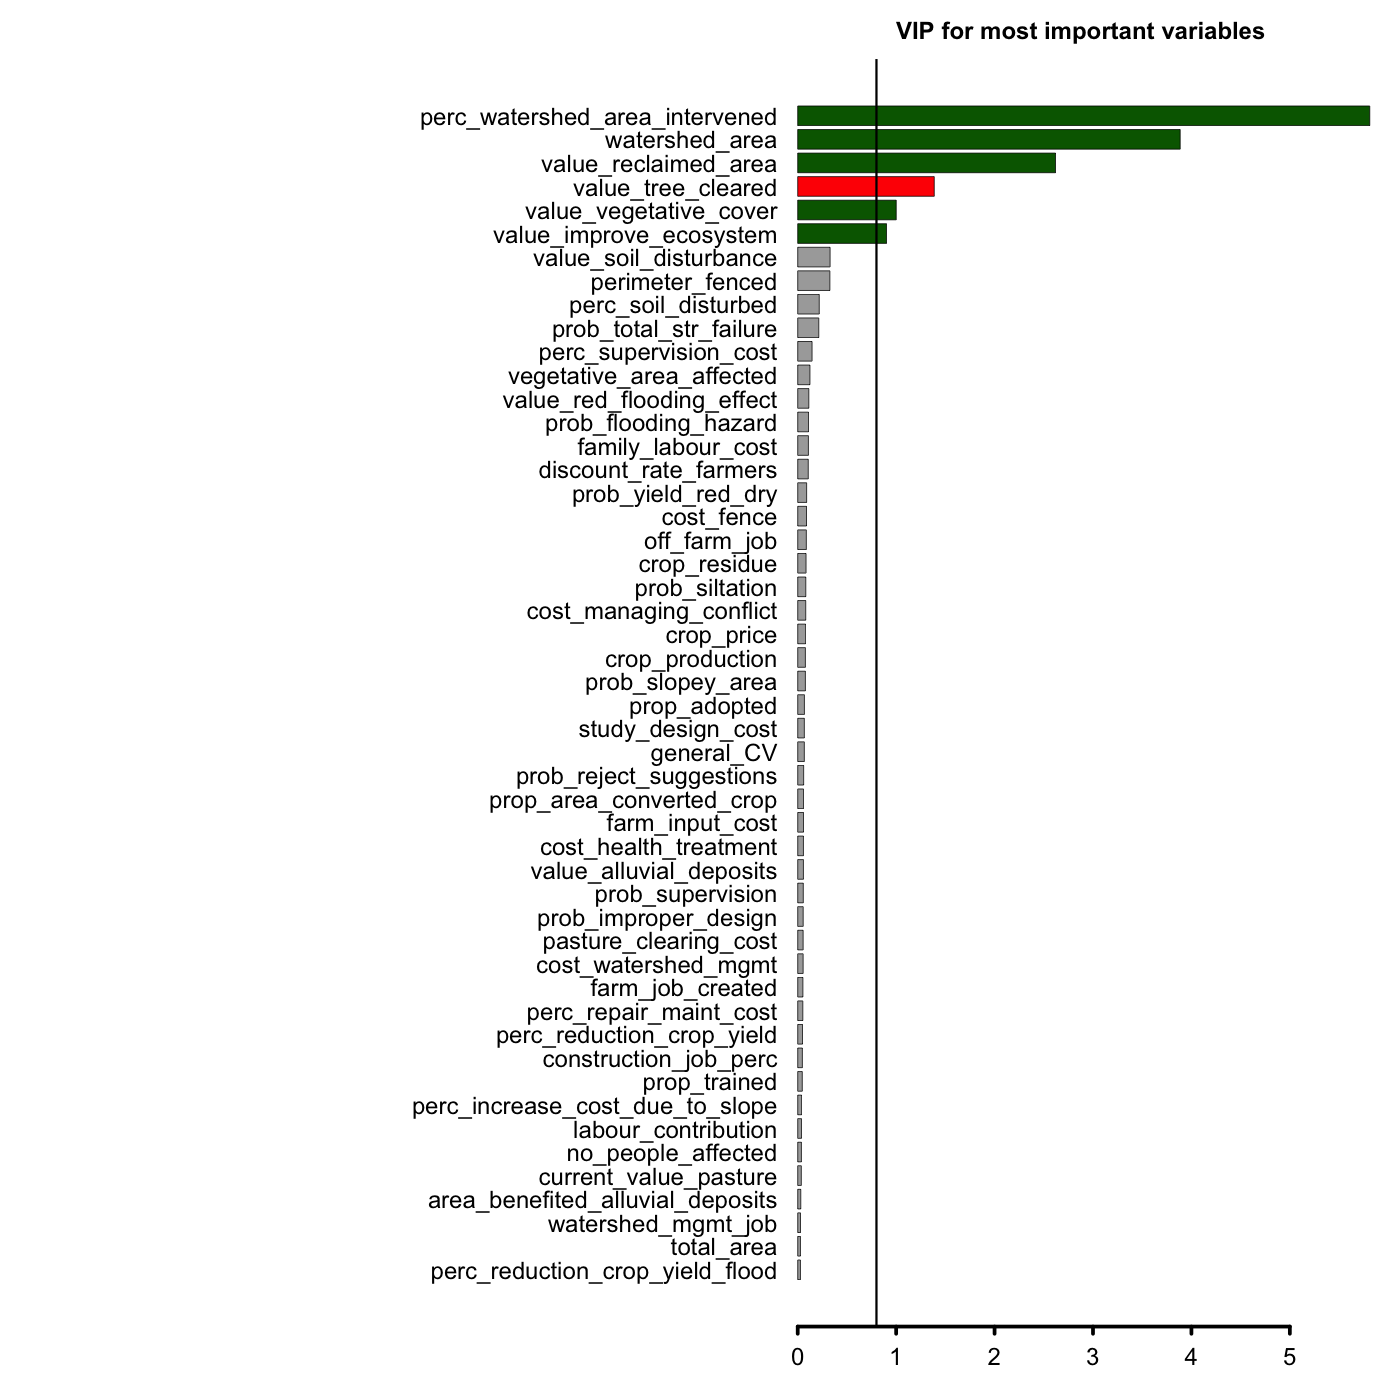 VIP for most important variables
perc_watershed_area_intervened
watershed_area
value_reclaimed_area
value_tree_cleared
value_vegetative_cover
value_improve_ecosystem
value_soil_disturbance
perimeter_fenced
perc_soil_disturbed
prob_total_str_failure
perc_supervision_cost
vegetative_area_affected
value_red_flooding_effect
prob_flooding_hazard
family_labour_cost
discount_rate_farmers
prob_yield_red_dry
cost_fence
off_farm_job
crop_residue
prob_siltation
cost_managing_conflict
crop_price
crop_production
prob_slopey_area
prop_adopted
study_design_cost
general_CV
prob_reject_suggestions
prop_area_converted_crop
farm_input_cost
cost_health_treatment
value_alluvial_deposits
prob_supervision
prob_improper_design
pasture_clearing_cost
cost_watershed_mgmt
farm_job_created
perc_repair_maint_cost
perc_reduction_crop_yield
construction_job_perc
prop_trained
perc_increase_cost_due_to_slope
labour_contribution
no_people_affected
current_value_pasture
area_benefited_alluvial_deposits
watershed_mgmt_job
total_area
perc_reduction_crop_yield_flood
0 1 2 3 4 5